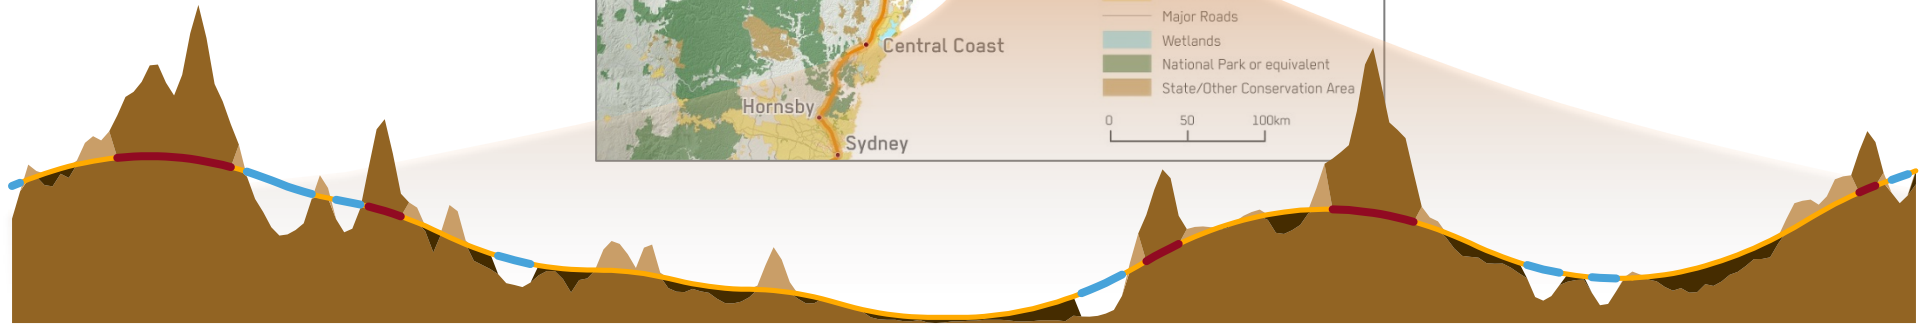 Major Roads
Central Coast
Wetlands
National Park or equivalent
State/Other Conservation Area
Hornsby
0 50 100km
Sydney